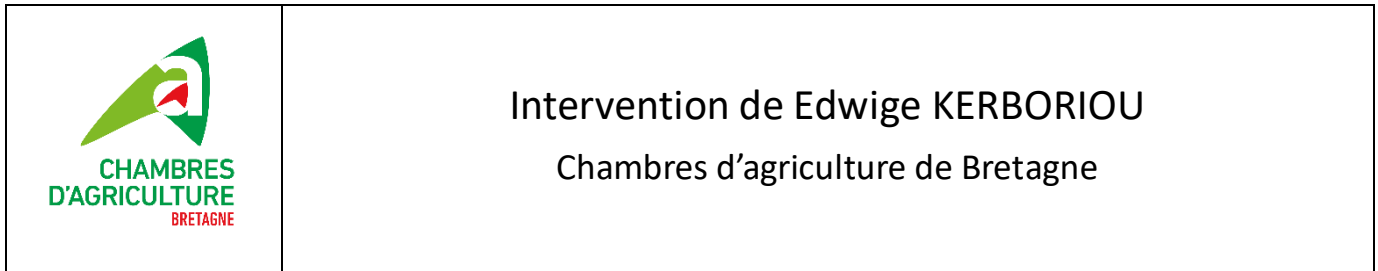 CHAMBRES
D'AGRICULTURE
BRETAGNE
Intervention de Edwige KERBORIOU
Chambres d’agriculture de Bretagne